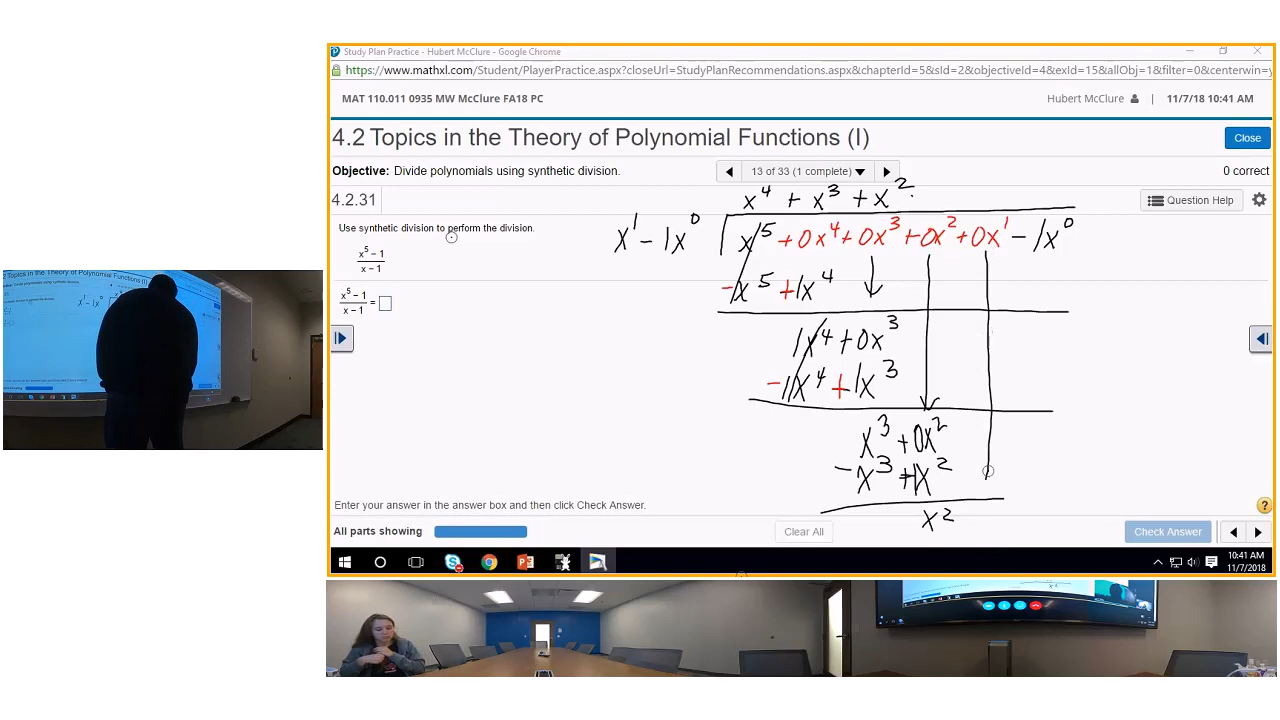 Study Plan Practice - Hubert McClure - Google Chrome
https://www.mathxl.com/Student/PlayerPractice.aspx?closeUrl=StudyPlanRecommendations.aspx&chapterId=5&sId=2&objectiveId=4&exId=15&allObj=1&filter=0&centerwin=y
MAT 110.011 0935 MW McClure FA18 PC
Hubert McClure | 11/7/18 10:41 AM
4.2 Topics in the Theory of Polynomial Functions (I)
Close
Objective: Divide polynomials using synthetic division.
13 of 33 (1 complete)
0 correct
4.2.31
Question Help
Use synthetic division to perform the division.
x⁵ − 1
x − 1
x⁵ − 1
x − 1 =
x⁴ + x³ + x²
x¹ − 1x⁰ 1x⁵ + 0x⁴ + 0x³ + 0x² + 0x¹ − 1x⁰
− 1x⁵ + 1x⁴
1x⁴ + 0x³
− 1x⁴ + 1x³
x³ + 0x²
− x³ + 1x²
x²
Enter your answer in the answer box and then click Check Answer.
All parts showing
Clear All
Check Answer
10:41 AM
11/7/2018